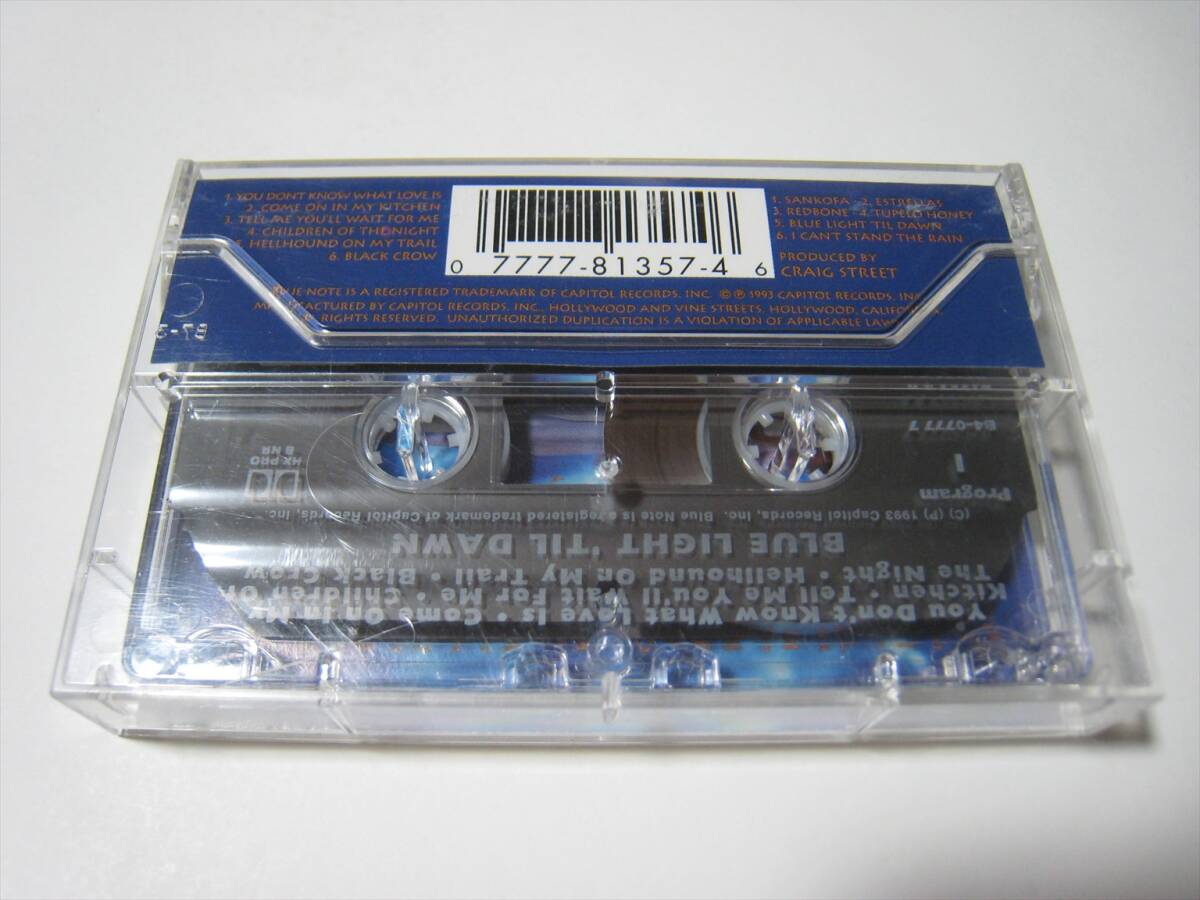 1. YOU DON'T KNOW WHAT LOVE IS
2. COME ON IN MY KITCHEN
3. TELL ME YOU'LL WAIT FOR ME
4. CHILDREN OF THE NIGHT
5. HELLHOUND ON MY TRAIL
6. BLACK CROW
0 7777-81357-4 6
1. SANKOFA 2. ESTRELLAS
3. REDBONE 4. TUPELO HONEY
5. BLUE LIGHT 'TIL DAWN
6. I CAN'T STAND THE RAIN
PRODUCED BY
CRAIG STREET
BLUE NOTE IS A REGISTERED TRADEMARK OF CAPITOL RECORDS, INC. © ℗ 1993 CAPITOL RECORDS, INC.
MANUFACTURED BY CAPITOL RECORDS, INC., HOLLYWOOD AND VINE STREETS, HOLLYWOOD, CALIFORNIA.
RIGHTS RESERVED. UNAUTHORIZED DUPLICATION IS A VIOLATION OF APPLICABLE LAWS
You Don't Know What Love Is • Come On In My
Kitchen • Tell Me You'll Wait For Me • Children Of
The Night • Hellhound On My Trail • Black Crow
BLUE LIGHT 'TIL DAWN
(C) (P) 1993 Capitol Records, Inc. Blue Note is a registered trademark of Capitol Records, Inc.
Program
1
E4-0777 7
HX PRO
B NR